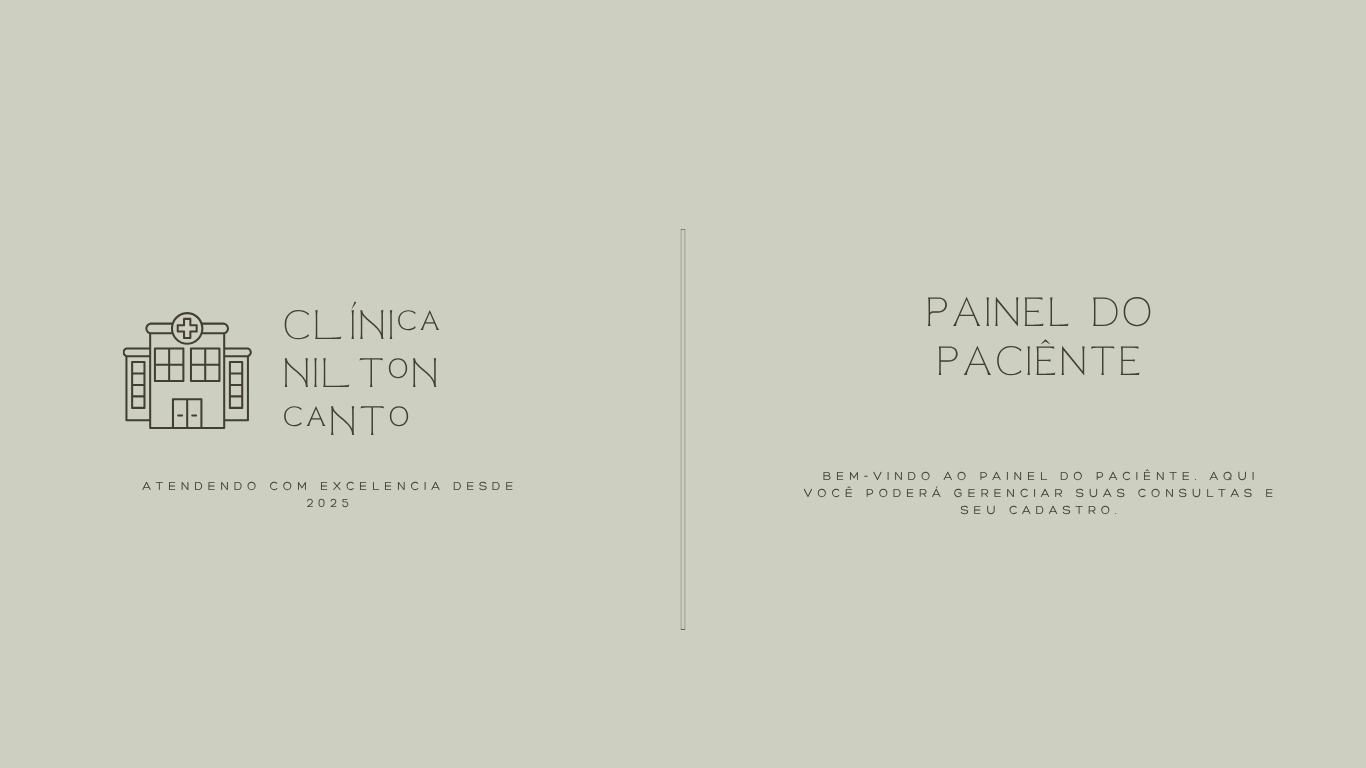 CLÍNICA
NILTON
CANTO
ATENDENDO COM EXCELENCIA DESDE
2025
PAINEL DO
PACIÊNTE
BEM-VINDO AO PAINEL DO PACIÊNTE. AQUI
VOCÊ PODERÁ GERENCIAR SUAS CONSULTAS E
SEU CADASTRO.